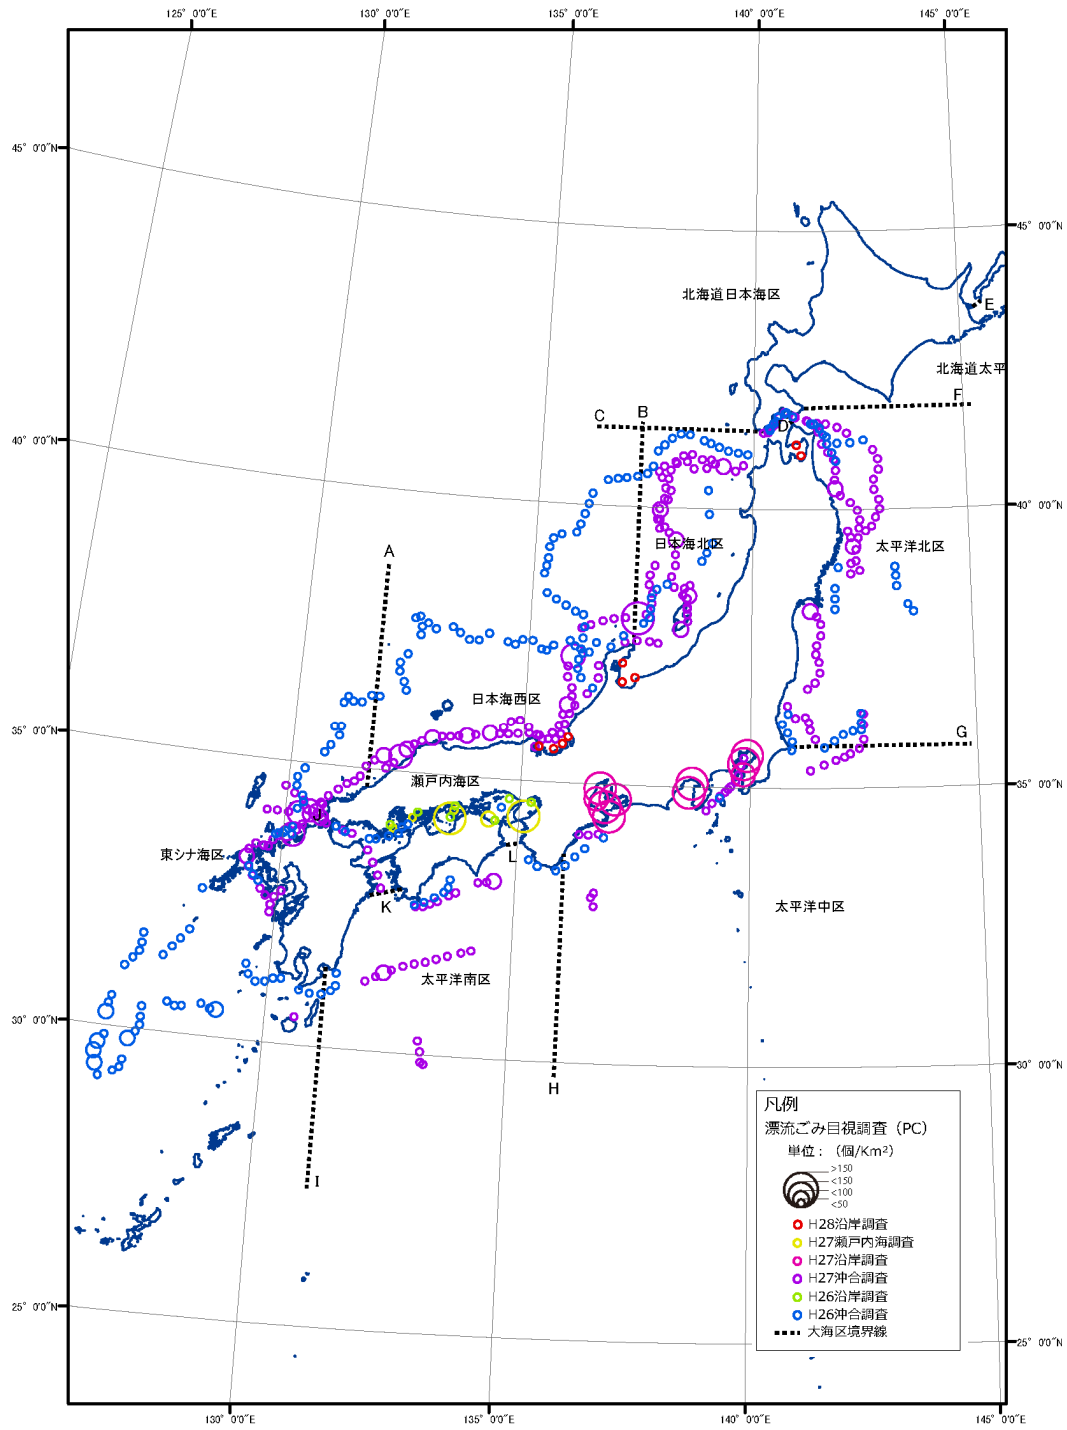 125° 0′0″E
130° 0′0″E
135° 0′0″E
140° 0′0″E
145° 0′0″E
45° 0′0″N
45° 0′0″N
北海道日本海区
E
北海道太平
F
C
B
D
40° 0′0″N
40° 0′0″N
日本海北区
太平洋北区
A
日本海西区
35° 0′0″N
G
瀬戸内海区
35° 0′0″N
J
東シナ海区
L
K
太平洋中区
太平洋南区
30° 0′0″N
30° 0′0″N
H
I
凡例
漂流ごみ目視調査（PC）
単位：（個/Km²）
>150
<150
<100
<50
H28沿岸調査
H27瀬戸内海調査
H27沿岸調査
H27沖合調査
H26沿岸調査
H26沖合調査
大海区境界線
25° 0′0″N
25° 0′0″N
130° 0′0″E
135° 0′0″E
140° 0′0″E
145° 0′0″E